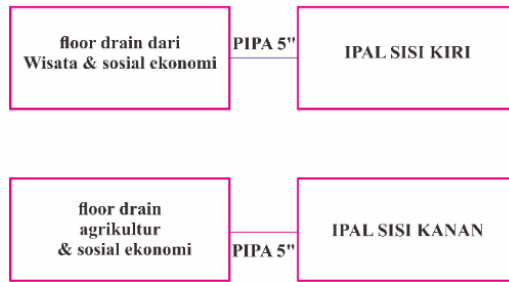 floor drain dari
Wisata & sosial ekonomi
PIPA 5"
IPAL SISI KIRI
floor drain
agrikultur
& sosial ekonomi
PIPA 5"
IPAL SISI KANAN